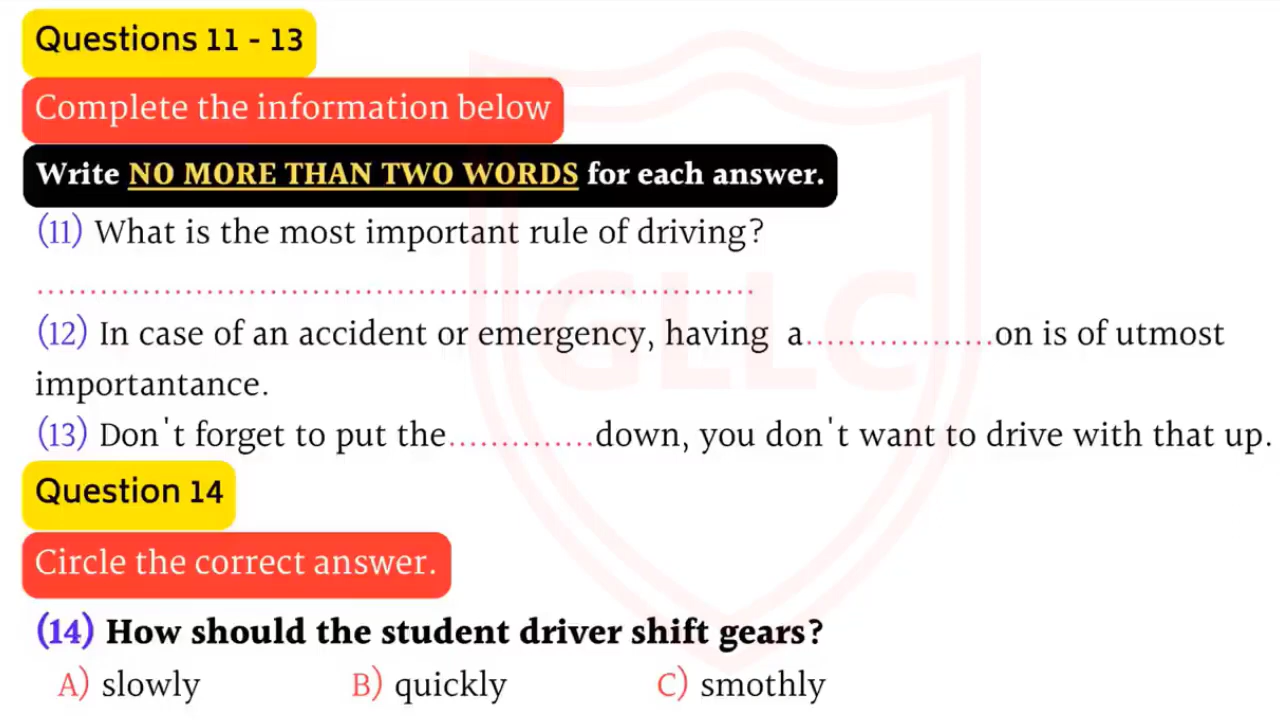 Questions 11 - 13
Complete the information below
Write NO MORE THAN TWO WORDS for each answer.
(11) What is the most important rule of driving?
....................................................................
(12) In case of an accident or emergency, having a..................on is of utmost
importantance.
(13) Don't forget to put the..............down, you don't want to drive with that up.
Question 14
Circle the correct answer.
(14) How should the student driver shift gears?
A) slowly B) quickly C) smothly
GLLC